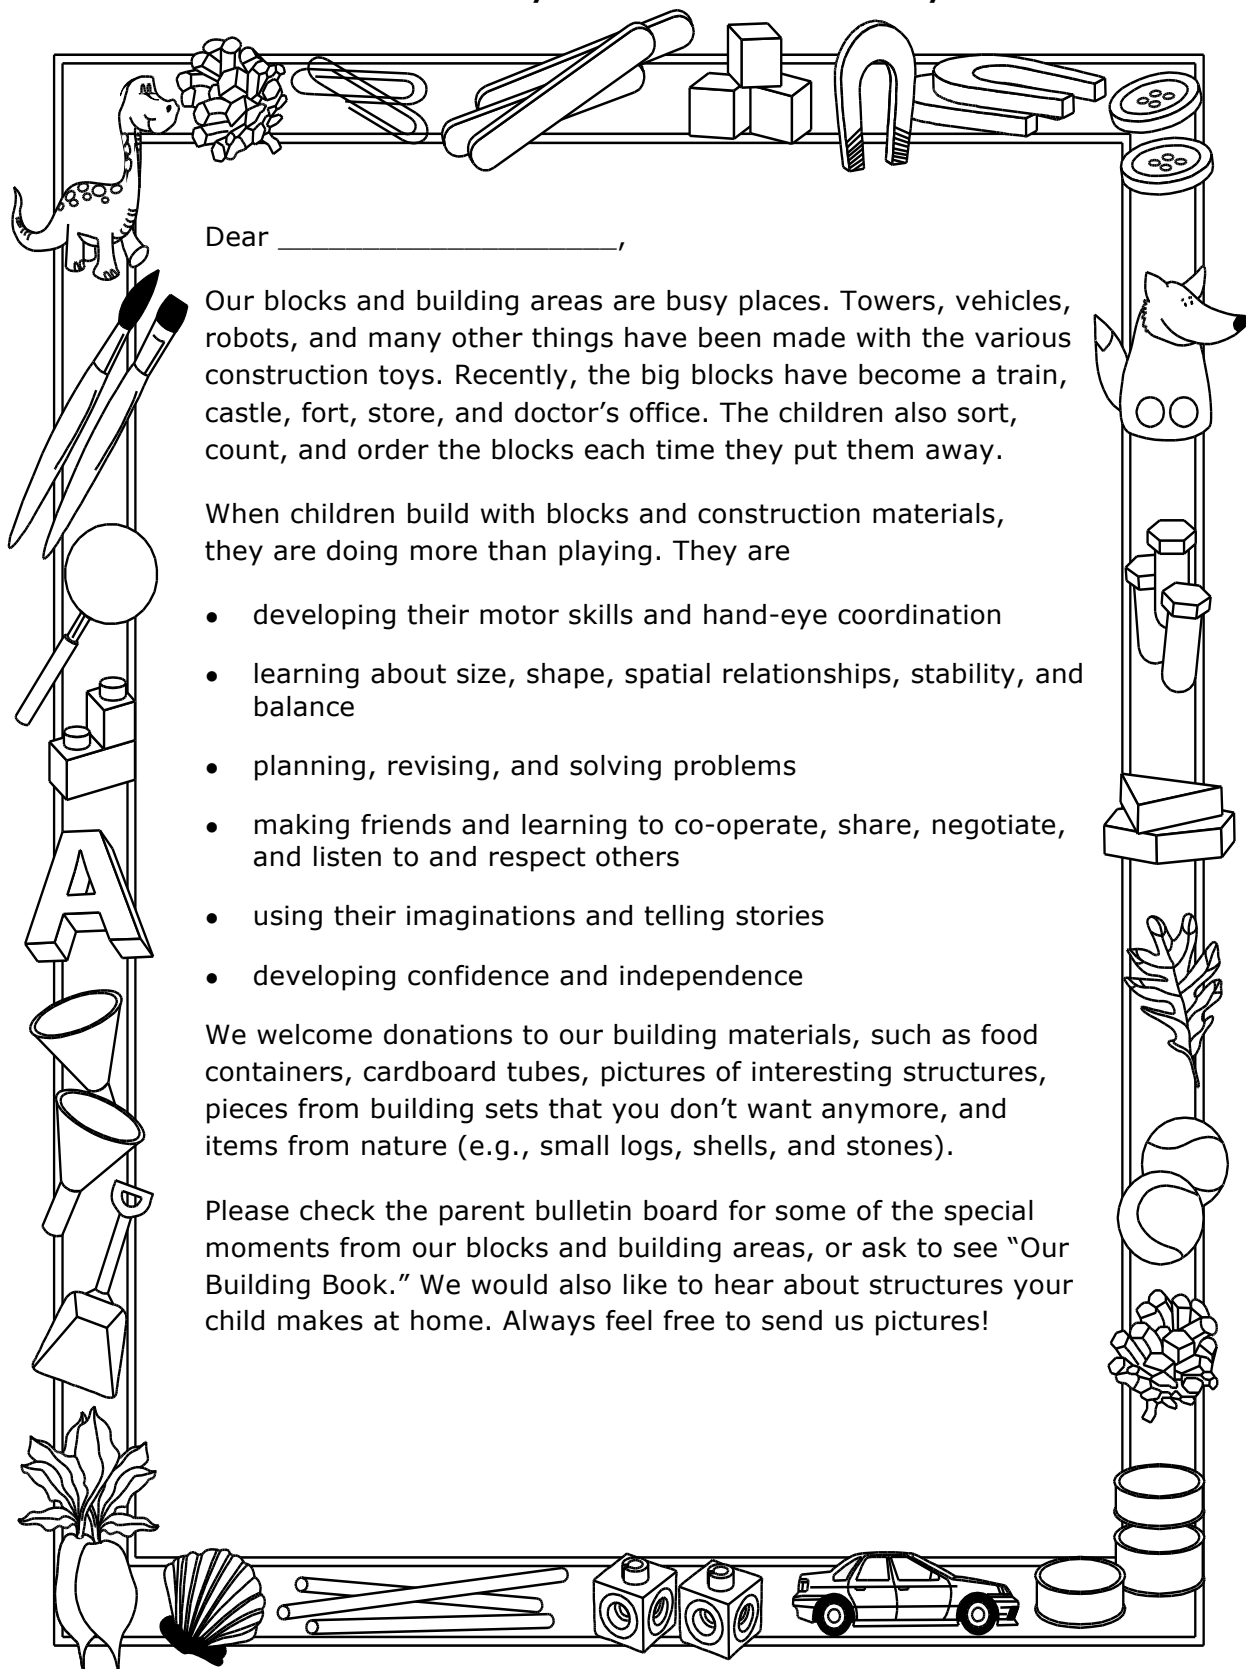 Dear ____________________,
Our blocks and building areas are busy places. Towers, vehicles,
robots, and many other things have been made with the various
construction toys. Recently, the big blocks have become a train,
castle, fort, store, and doctor’s office. The children also sort,
count, and order the blocks each time they put them away.
When children build with blocks and construction materials,
they are doing more than playing. They are
• developing their motor skills and hand-eye coordination
• learning about size, shape, spatial relationships, stability, and
balance
• planning, revising, and solving problems
• making friends and learning to co-operate, share, negotiate,
and listen to and respect others
• using their imaginations and telling stories
• developing confidence and independence
We welcome donations to our building materials, such as food
containers, cardboard tubes, pictures of interesting structures,
pieces from building sets that you don’t want anymore, and
items from nature (e.g., small logs, shells, and stones).
Please check the parent bulletin board for some of the special
moments from our blocks and building areas, or ask to see “Our
Building Book.” We would also like to hear about structures your
child makes at home. Always feel free to send us pictures!
A